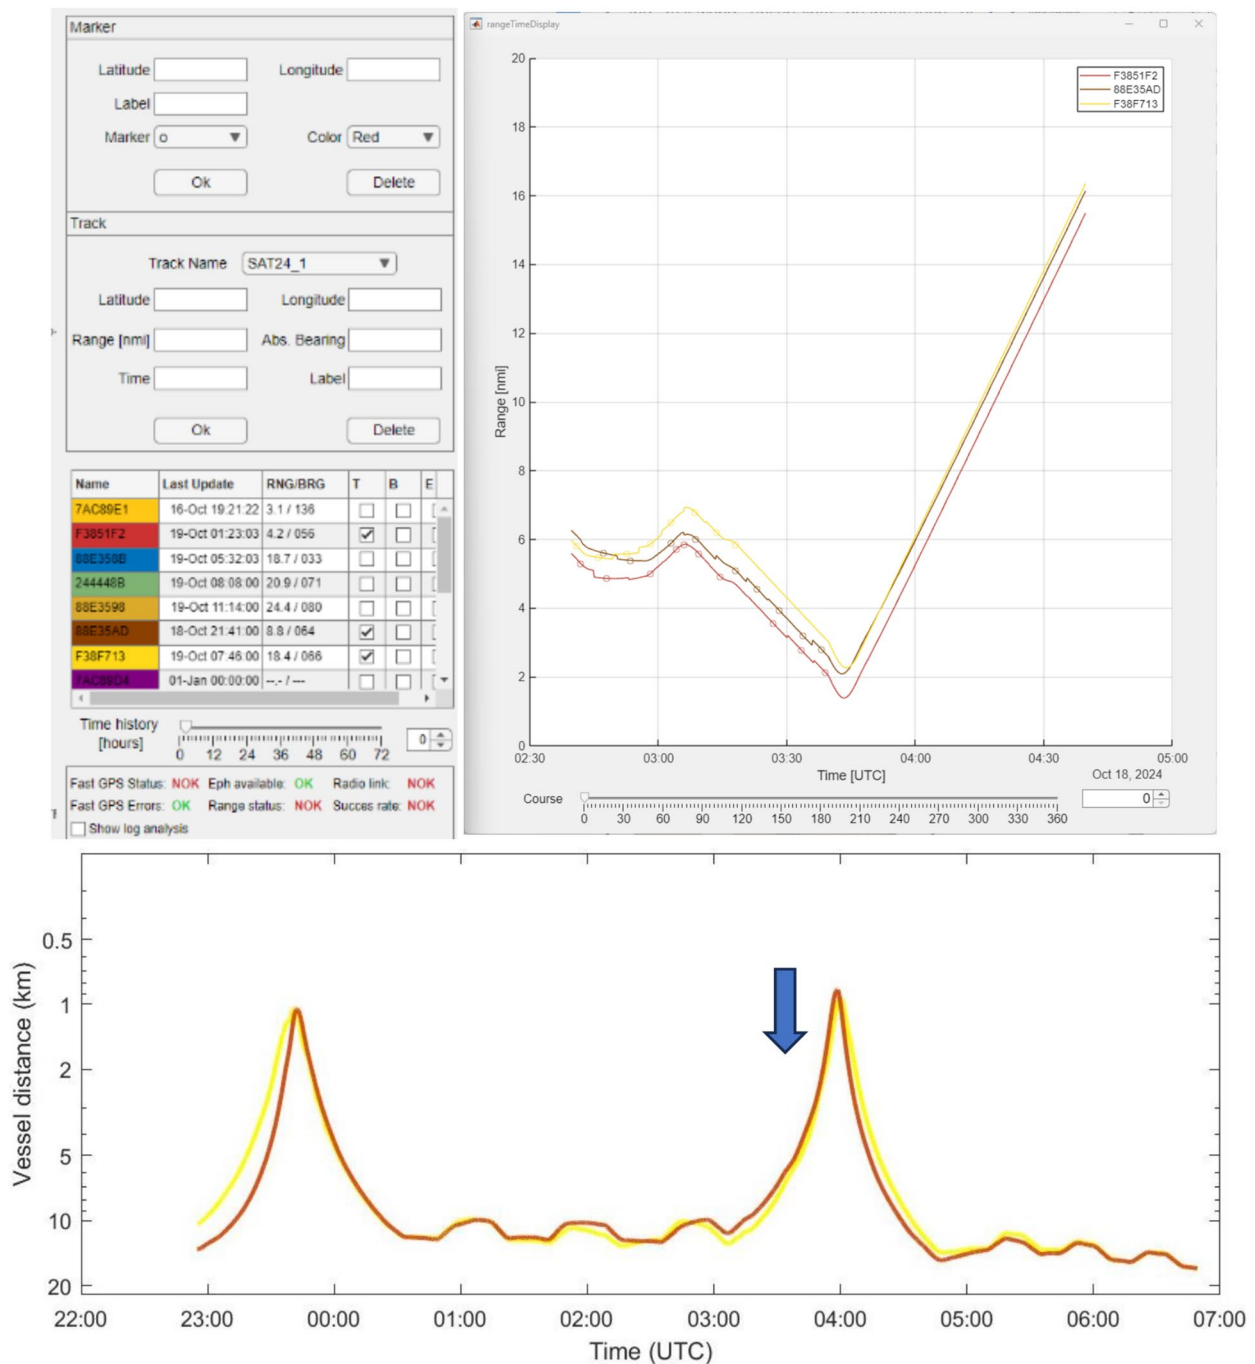 Marker
Latitude Longitude
Label
Marker o Color Red
Ok Delete
Track
Track Name SAT24_1
Latitude Longitude
Range [nmi] Abs. Bearing
Time Label
Ok Delete
Name Last Update RNG/BRG T B E
7AC89E1 16-Oct 19:21:22 3.1 / 136
F3851F2 19-Oct 01:23:03 4.2 / 056
88E358B 19-Oct 05:32:03 18.7 / 033
244448B 19-Oct 08:08:00 20.9 / 071
88E3598 19-Oct 11:14:00 24.4 / 080
88E35AD 18-Oct 21:41:00 8.8 / 064
F38F713 19-Oct 07:46:00 18.4 / 066
7AC89D4 01-Jan 00:00:00 --.- / ---
Time history
[hours]
0
0 12 24 36 48 60 72
Fast GPS Status: NOK Eph available: OK Radio link: NOK
Fast GPS Errors: OK Range status: NOK Succes rate: NOK
Show log analysis
rangeTimeDisplay
F3851F2
88E35AD
F38F713
20
18
16
14
12
10
8
6
4
2
0
Range [nmi]
02:30 03:00 03:30 04:00 04:30 05:00
Time [UTC]
Oct 18, 2024
Course
0
0 30 60 90 120 150 180 210 240 270 300 330 360
Vessel distance (km)
0.5
1
2
5
10
20
22:00 23:00 00:00 01:00 02:00 03:00 04:00 05:00 06:00 07:00
Time (UTC)